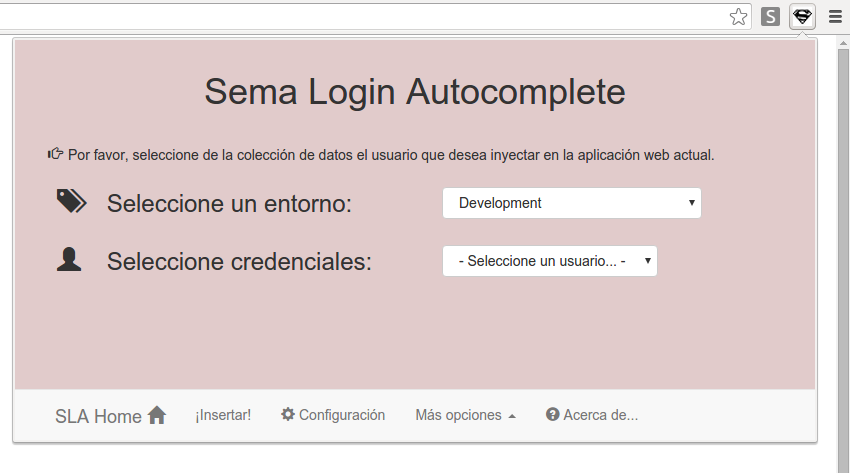 S
Sema Login Autocomplete
Por favor, seleccione de la colección de datos el usuario que desea inyectar en la aplicación web actual.
Seleccione un entorno: Development
Seleccione credenciales: - Seleccione un usuario... -
SLA Home ¡Insertar! Configuración Más opciones Acerca de...